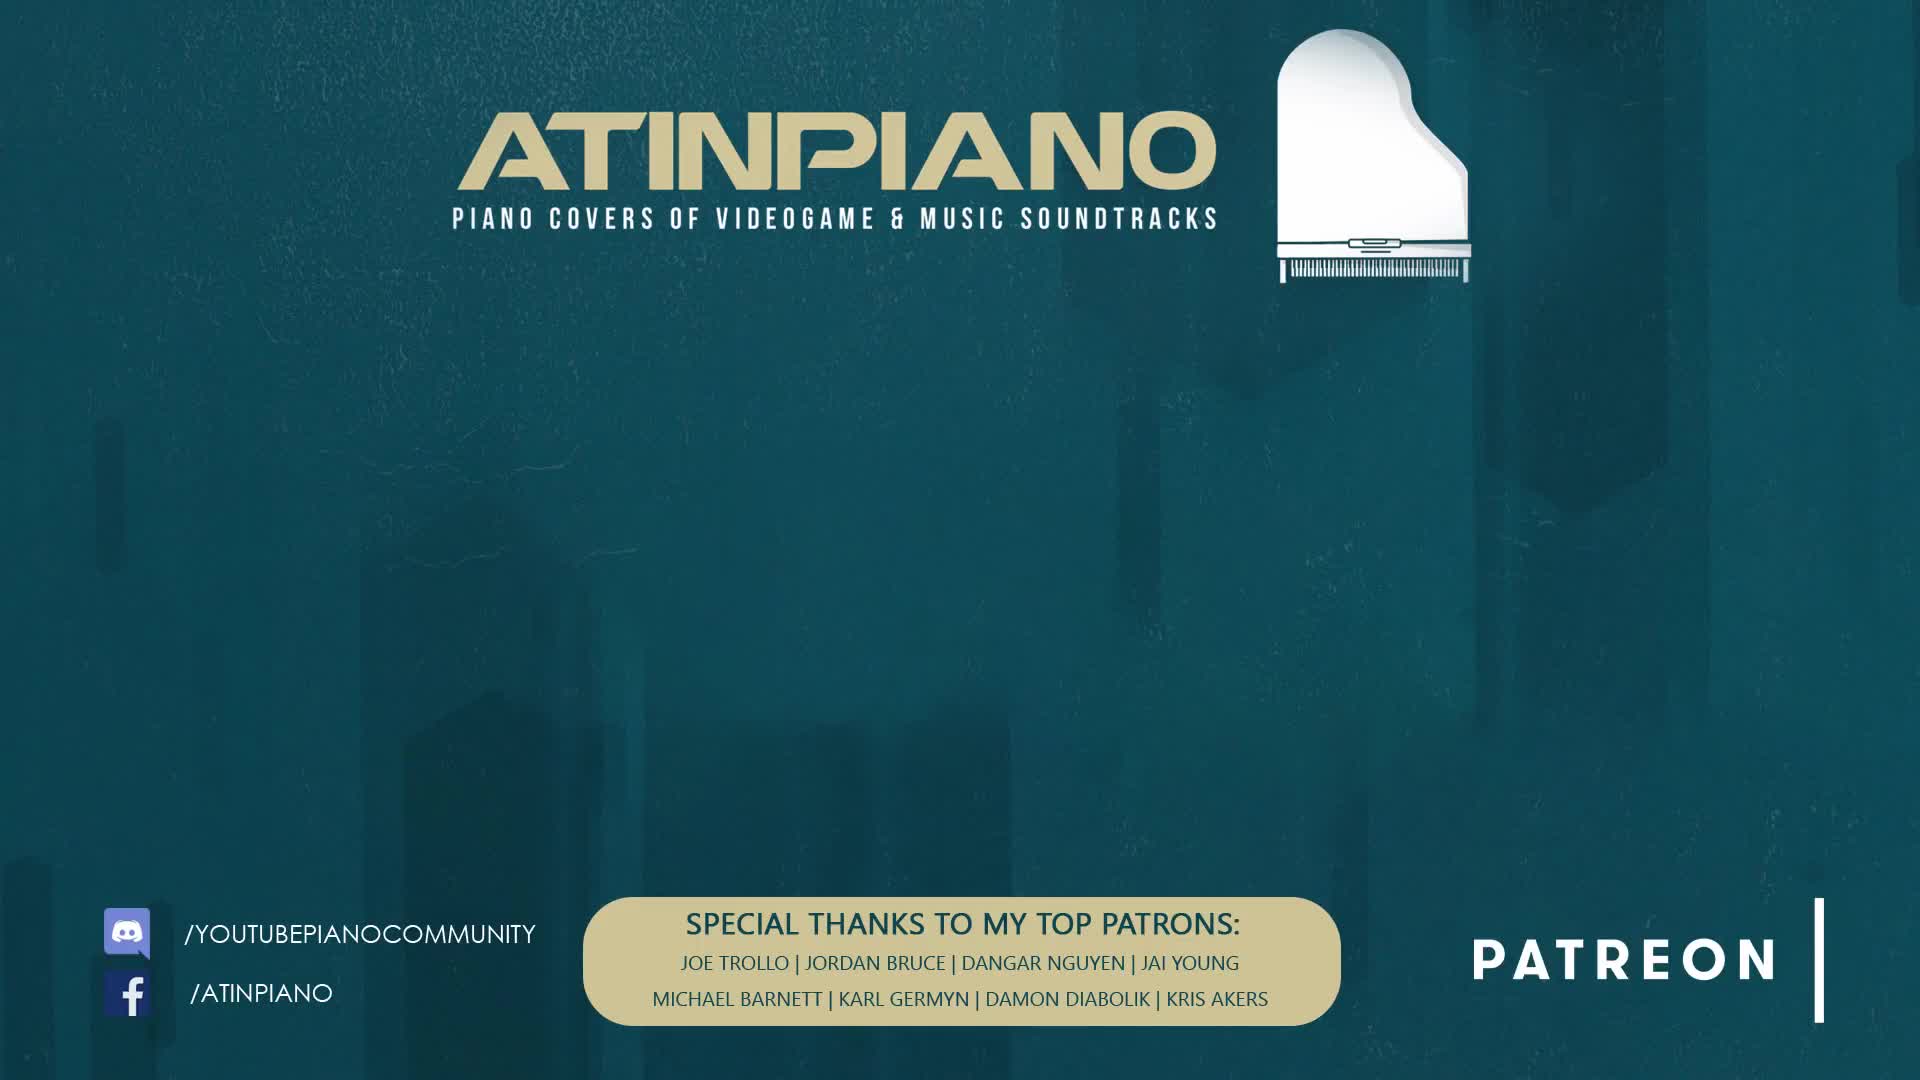 ATINPIANO
PIANO COVERS OF VIDEOGAME & MUSIC SOUNDTRACKS
/YOUTUBEPIANOCOMMUNITY
/ATINPIANO
SPECIAL THANKS TO MY TOP PATRONS:
JOE TROLLO | JORDAN BRUCE | DANGAR NGUYEN | JAI YOUNG
MICHAEL BARNETT | KARL GERMYN | DAMON DIABOLIK | KRIS AKERS
PATREON